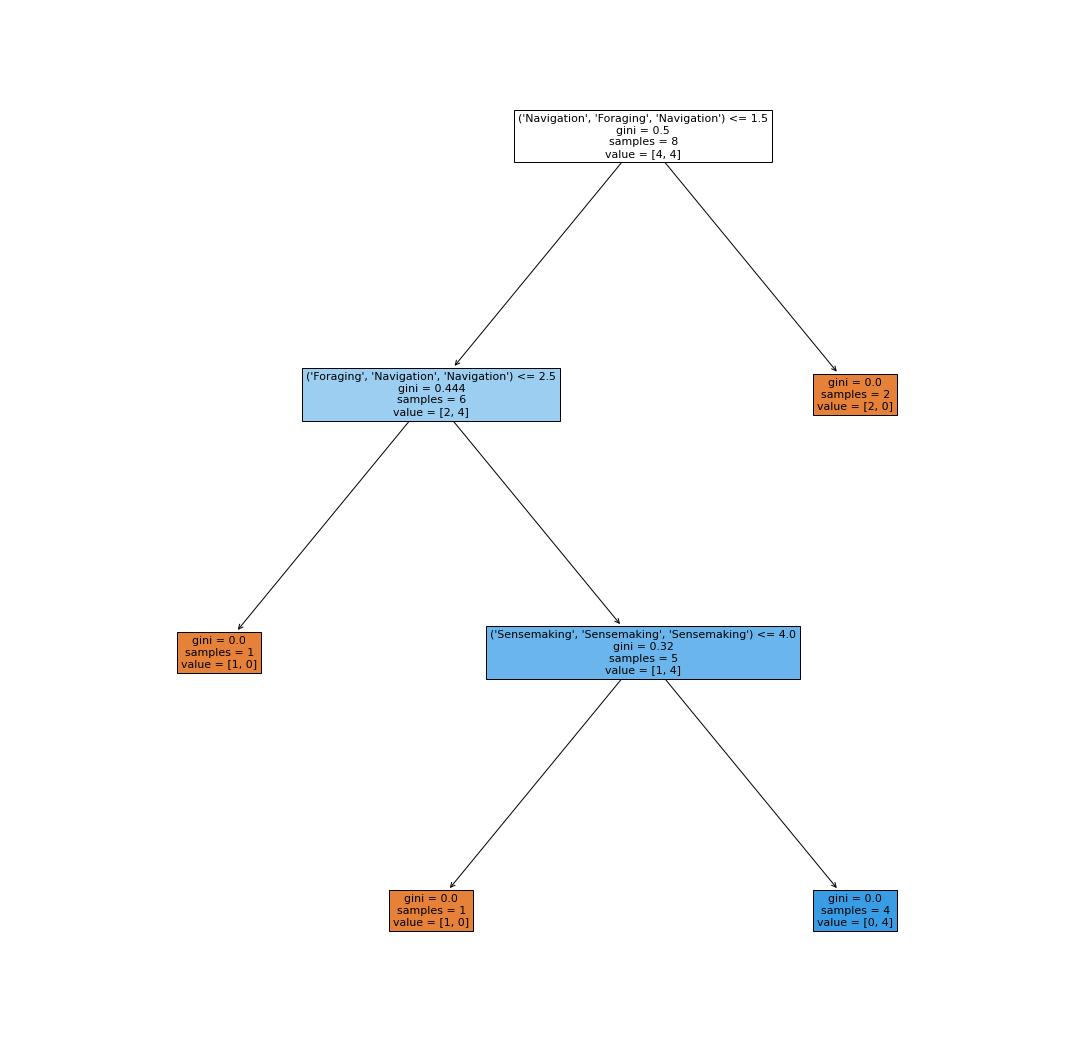 ('Navigation', 'Foraging', 'Navigation') <= 1.5
gini = 0.5
samples = 8
value = [4, 4]
('Foraging', 'Navigation', 'Navigation') <= 2.5
gini = 0.444
samples = 6
value = [2, 4]
gini = 0.0
samples = 2
value = [2, 0]
gini = 0.0
samples = 1
value = [1, 0]
('Sensemaking', 'Sensemaking', 'Sensemaking') <= 4.0
gini = 0.32
samples = 5
value = [1, 4]
gini = 0.0
samples = 1
value = [1, 0]
gini = 0.0
samples = 4
value = [0, 4]